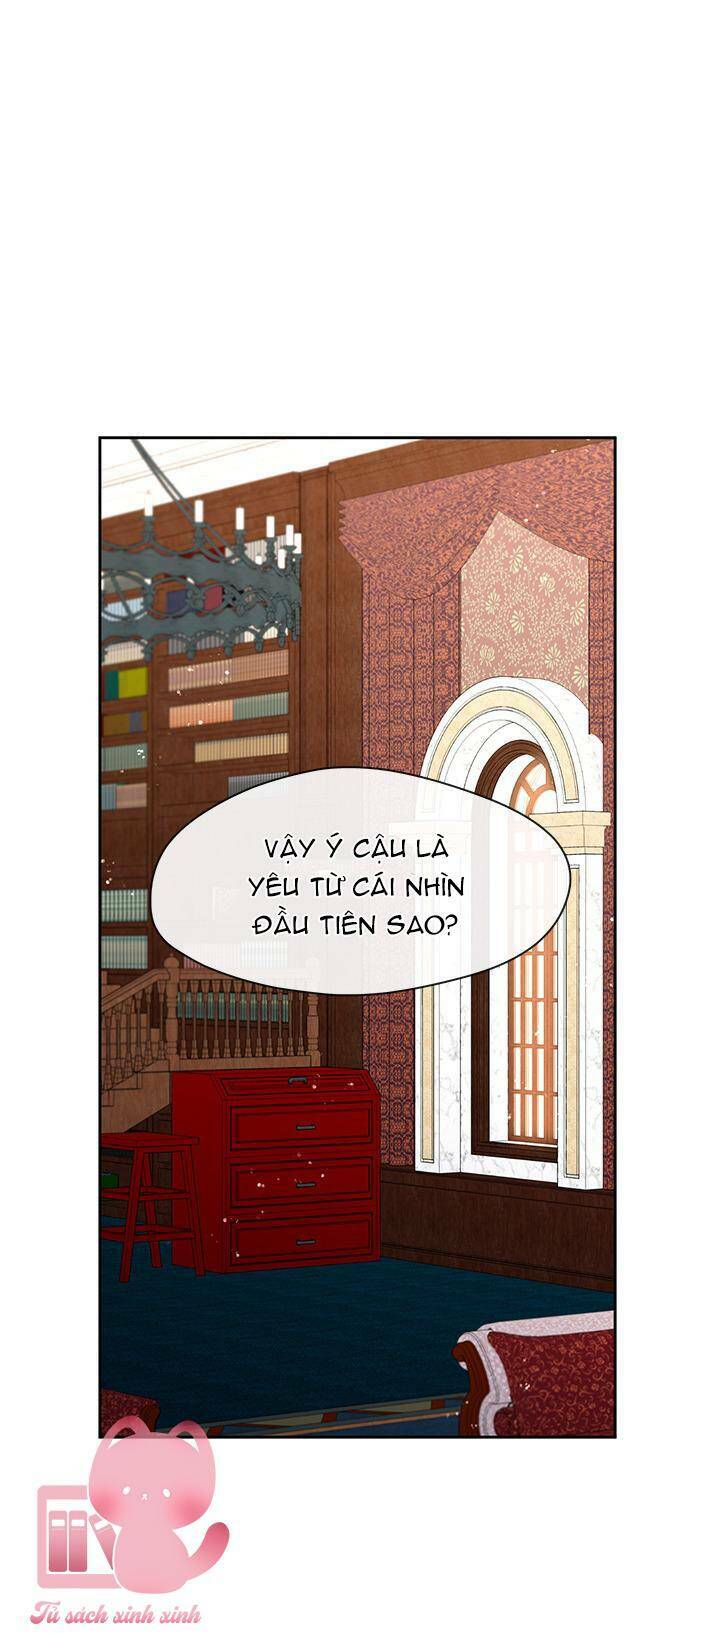 VẬY Ý CẬU LÀ
YÊU TỪ CÁI NHÌN
ĐẦU TIÊN SAO?
Tủ sách xinh xinh